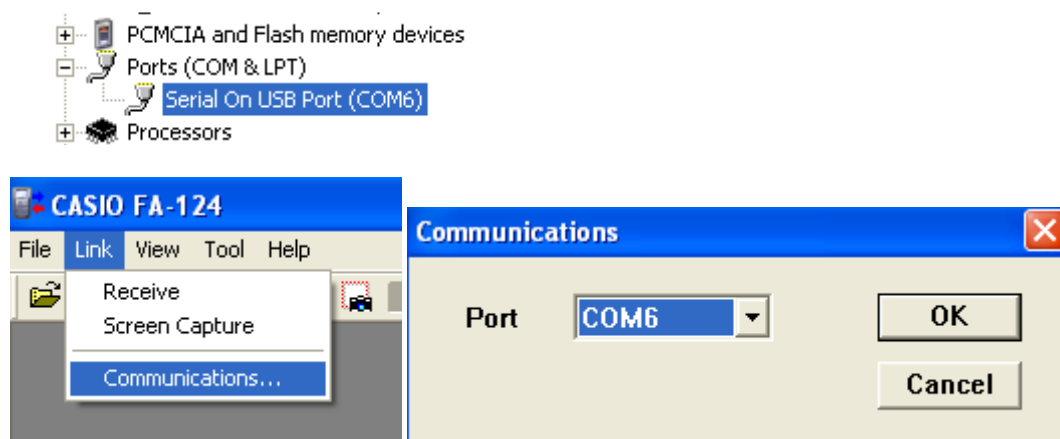 PCMCIA and Flash memory devices
Ports (COM & LPT)
Serial On USB Port (COM6)
Processors
CASIO FA-124
File Link View Tool Help
Receive
Screen Capture
Communications...
Communications
Port COM6 OK
Cancel